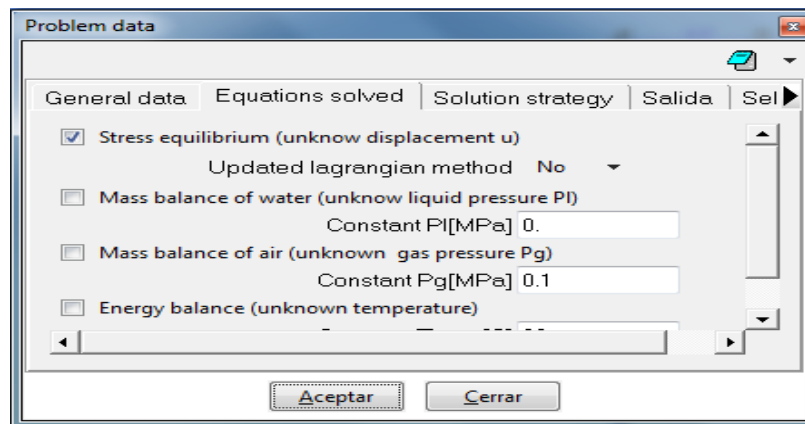 Problem data
General data Equations solved Solution strategy Salida Sel
Stress equilibrium (unknow displacement u)
Updated lagrangian method No
Mass balance of water (unknow liquid pressure Pl)
Constant Pl[MPa] 0.
Mass balance of air (unknown gas pressure Pg)
Constant Pg[MPa] 0.1
Energy balance (unknown temperature)
Aceptar Cerrar